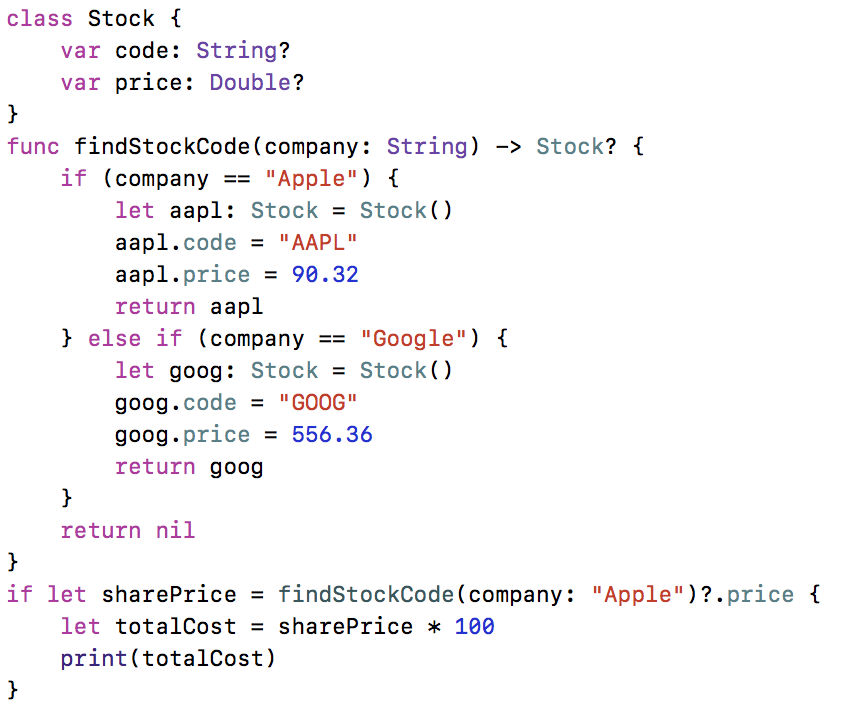 class Stock {
    var code: String?
    var price: Double?
}
func findStockCode(company: String) -> Stock? {
    if (company == "Apple") {
        let aapl: Stock = Stock()
        aapl.code = "AAPL"
        aapl.price = 90.32
        return aapl
    } else if (company == "Google") {
        let goog: Stock = Stock()
        goog.code = "GOOG"
        goog.price = 556.36
        return goog
    }
    return nil
}
if let sharePrice = findStockCode(company: "Apple")?.price {
    let totalCost = sharePrice * 100
    print(totalCost)
}